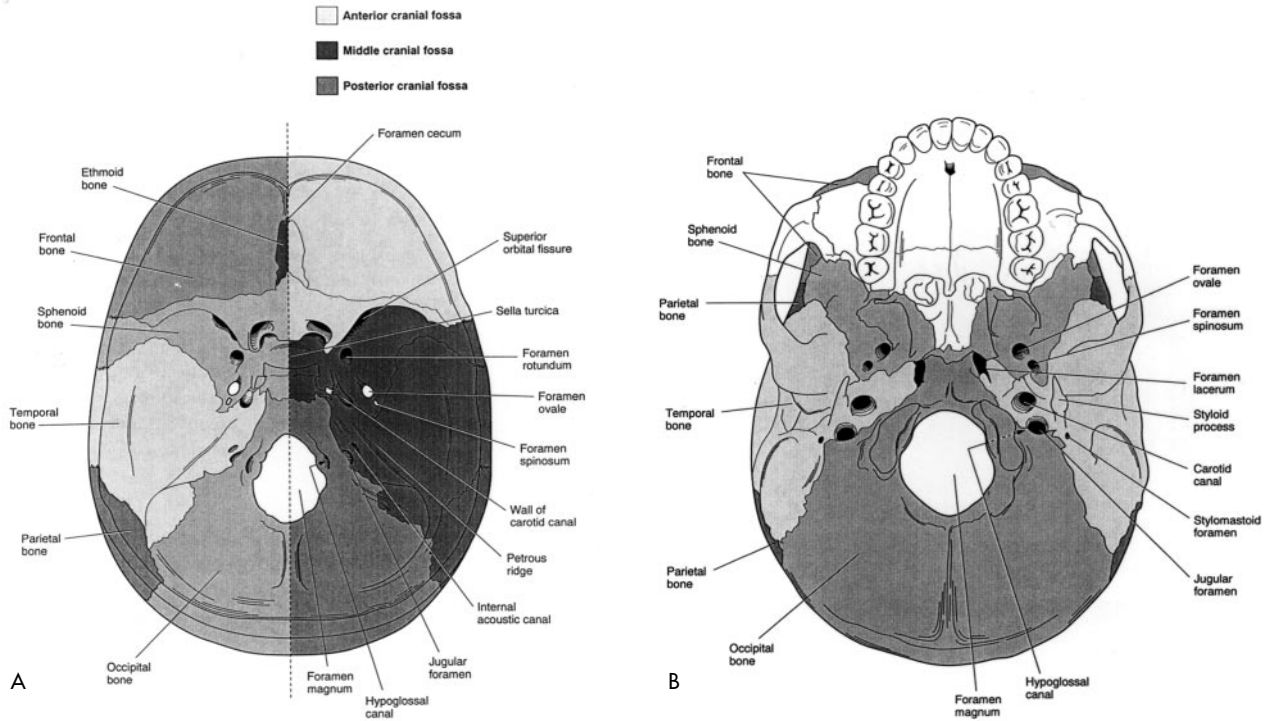 Anterior cranial fossa
Middle cranial fossa
Posterior cranial fossa
Foramen cecum
Ethmoid
bone
Frontal
bone
Superior
orbital fissure
Sphenoid
bone
Sella turcica
Foramen
rotundum
Temporal
bone
Foramen
ovale
Foramen
spinosum
Wall of
carotid canal
Parietal
bone
Petrous
ridge
Internal
acoustic canal
Occipital
bone
Foramen
magnum
Hypoglossal
canal
Jugular
foramen
A
Frontal
bone
Sphenoid
bone
Parietal
bone
Foramen
ovale
Foramen
spinosum
Foramen
lacerum
Temporal
bone
Styloid
process
Carotid
canal
Stylomastoid
foramen
Parietal
bone
Jugular
foramen
Occipital
bone
Hypoglossal
canal
Foramen
magnum
B